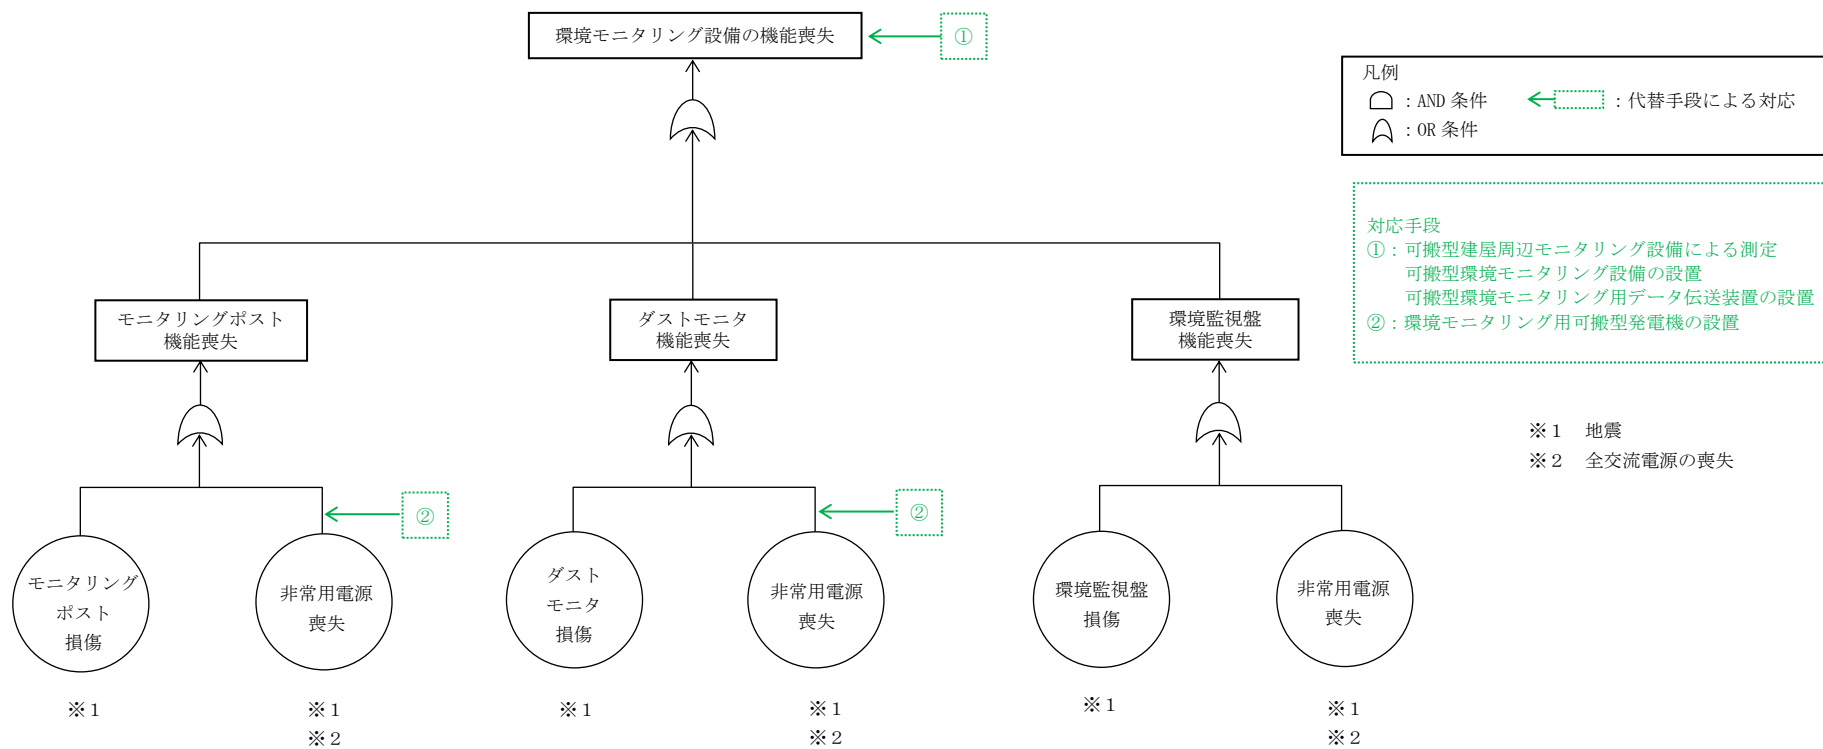 環境モニタリング設備の機能喪失
①
凡例
：AND 条件
：代替手段による対応
：OR 条件
対応手段
①：可搬型建屋周辺モニタリング設備による測定
可搬型環境モニタリング設備の設置
可搬型環境モニタリング用データ伝送装置の設置
②：環境モニタリング用可搬型発電機の設置
モニタリングポスト
機能喪失
ダストモニタ
機能喪失
環境監視盤
機能喪失
※１　地震
※２　全交流電源の喪失
②
②
モニタリング
ポスト
損傷
非常用電源
喪失
ダスト
モニタ
損傷
非常用電源
喪失
環境監視盤
損傷
非常用電源
喪失
※１
※１
※２
※１
※１
※２
※１
※１
※２